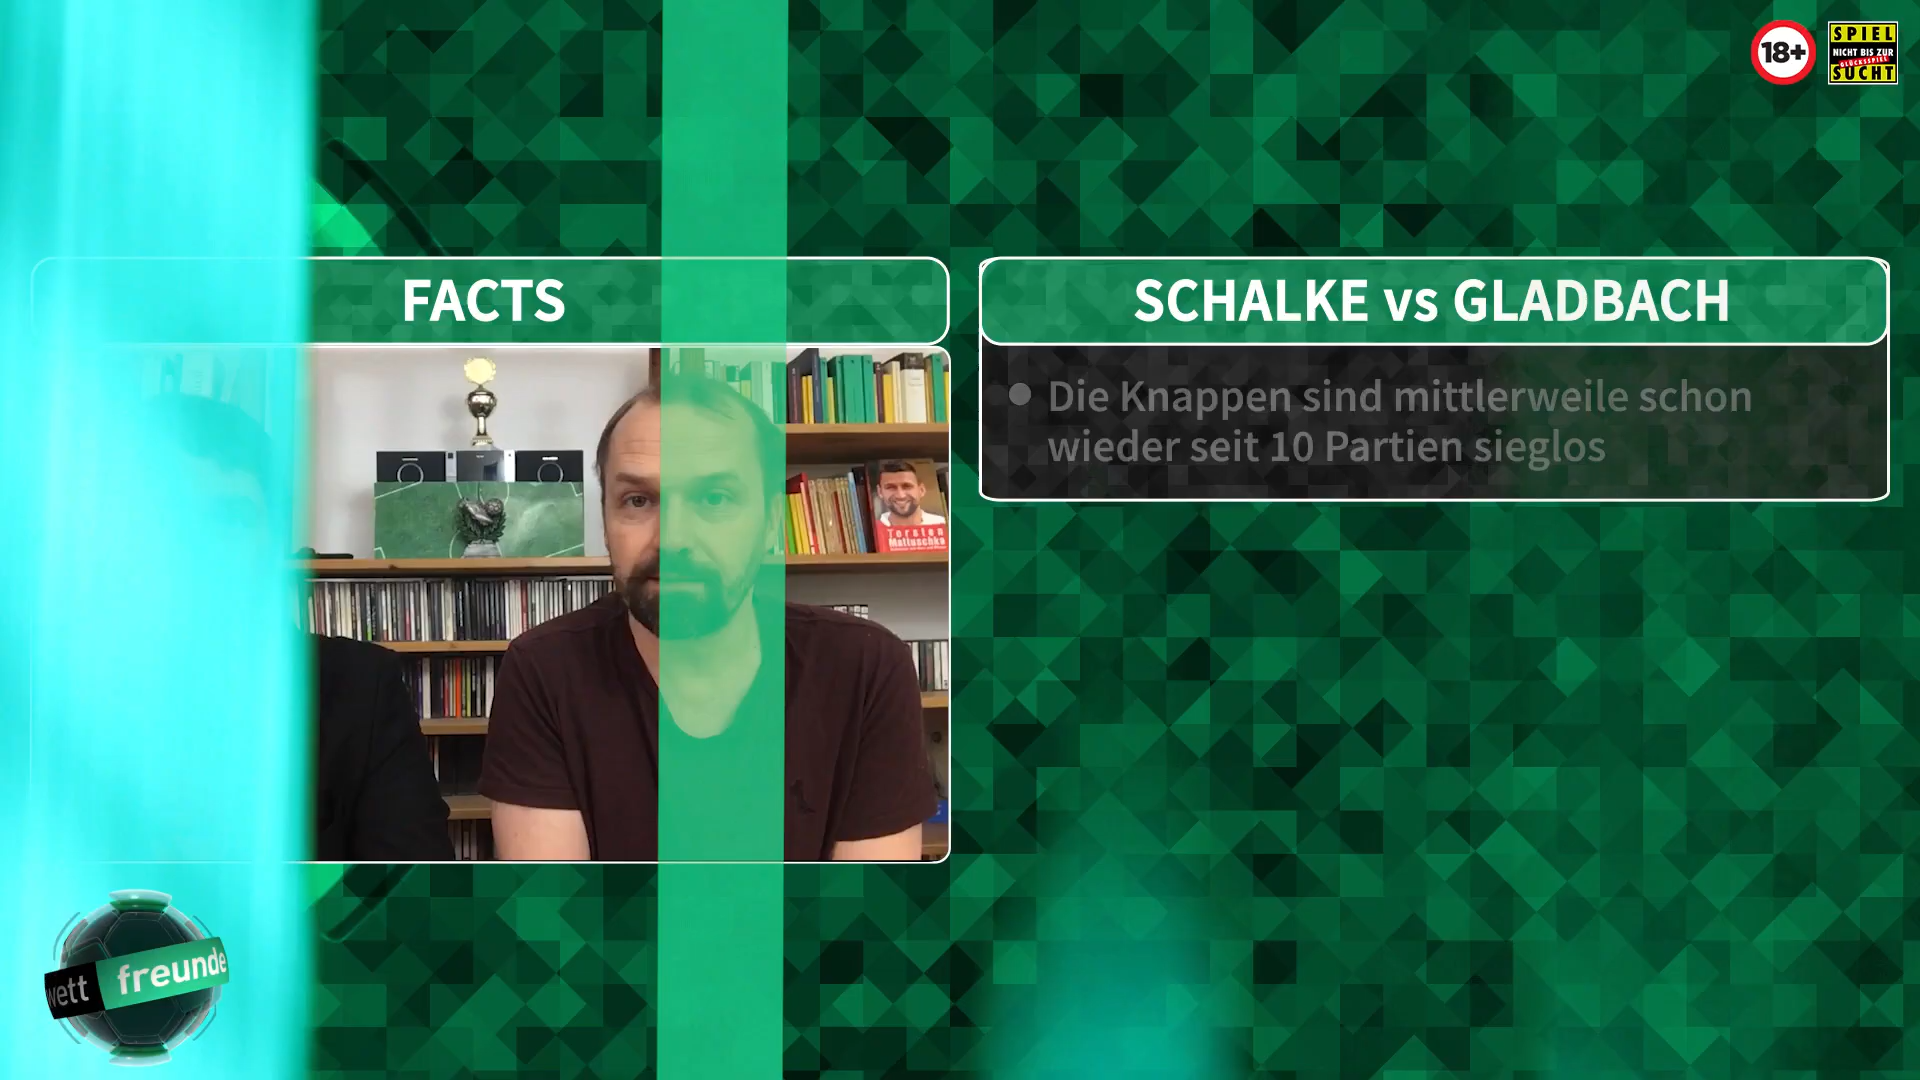 18+
SPIEL
NICHT BIS ZUR
GLÜCKSSPIEL
SUCHT
FACTS
SCHALKE vs GLADBACH
Die Knappen sind mittlerweile schon
wieder seit 10 Partien sieglos
Torsten
Mattuschka
wett freunde